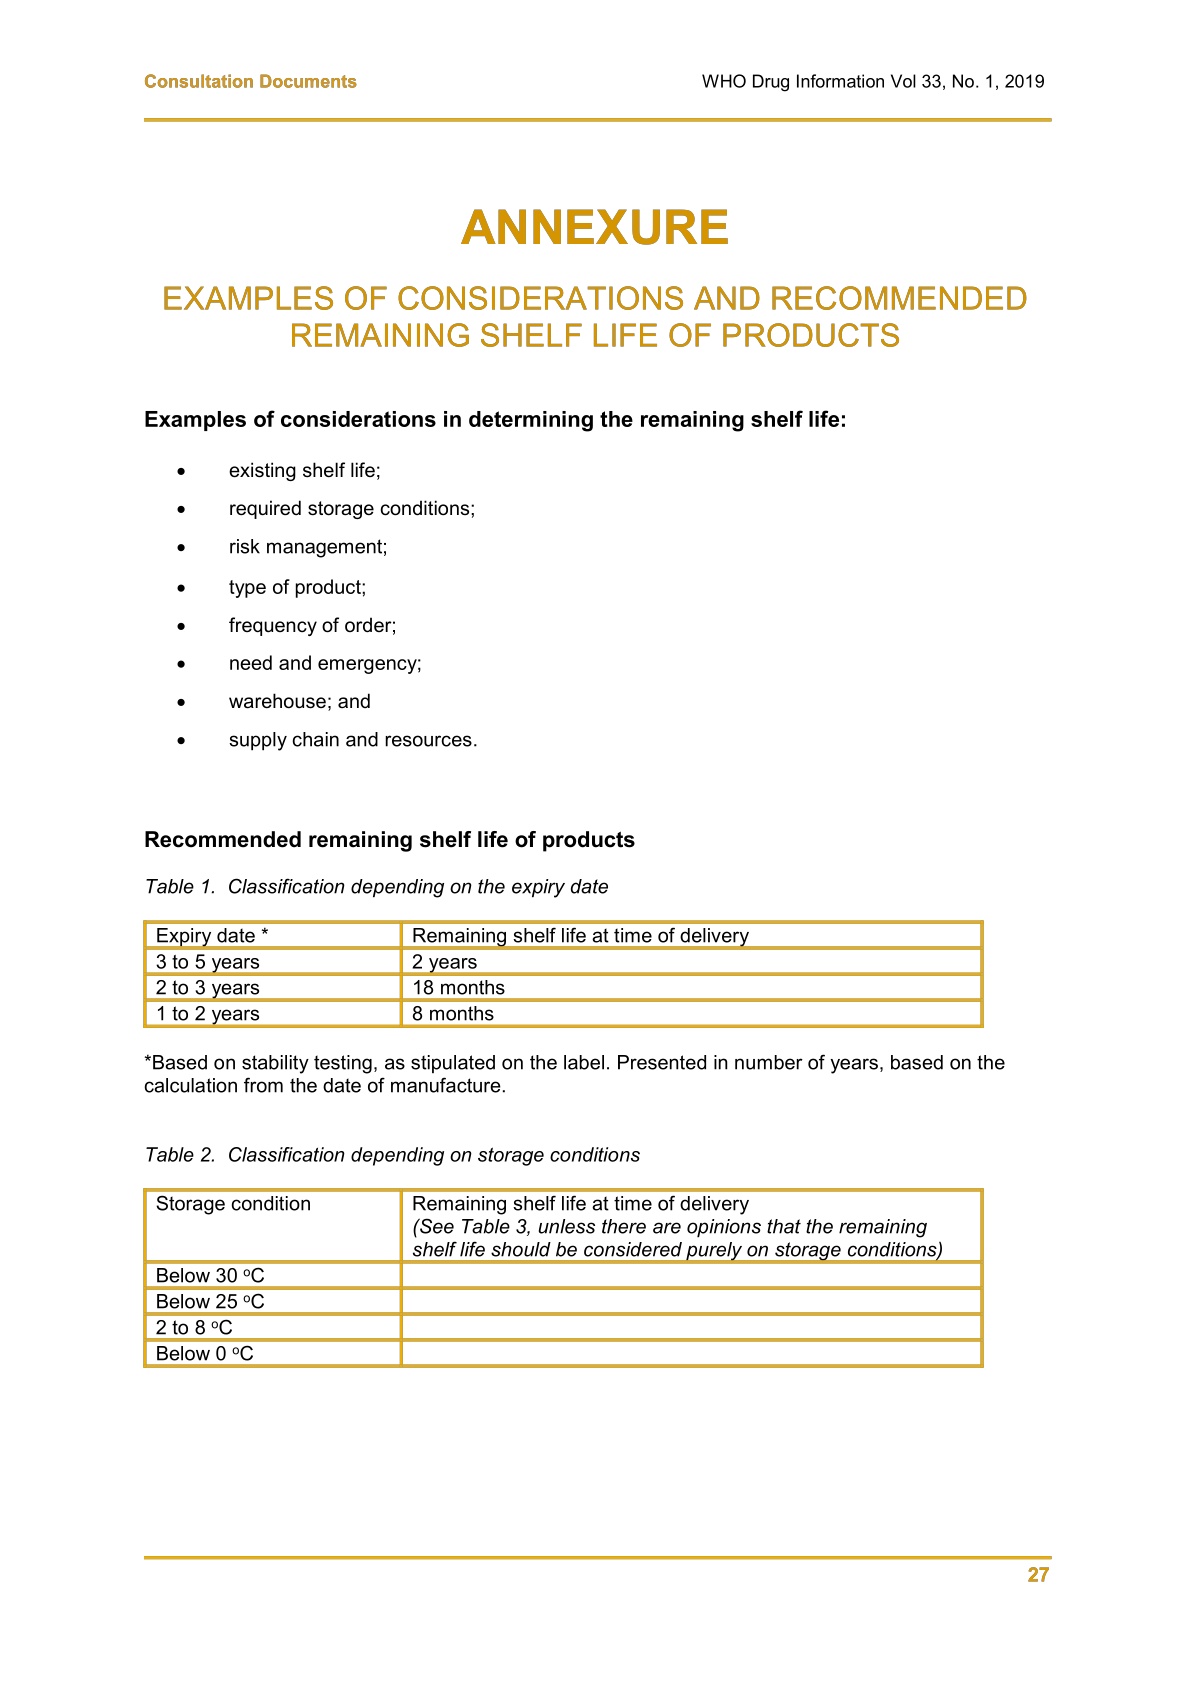 Consultation Documents
WHO Drug Information Vol 33, No. 1, 2019
ANNEXURE
EXAMPLES OF CONSIDERATIONS AND RECOMMENDED
REMAINING SHELF LIFE OF PRODUCTS
Examples of considerations in determining the remaining shelf life:
• existing shelf life;
• required storage conditions;
• risk management;
• type of product;
• frequency of order;
• need and emergency;
• warehouse; and
• supply chain and resources.
Recommended remaining shelf life of products
Table 1. Classification depending on the expiry date
Expiry date * Remaining shelf life at time of delivery
3 to 5 years 2 years
2 to 3 years 18 months
1 to 2 years 8 months
*Based on stability testing, as stipulated on the label. Presented in number of years, based on the
calculation from the date of manufacture.
Table 2. Classification depending on storage conditions
Storage condition Remaining shelf life at time of delivery
(See Table 3, unless there are opinions that the remaining
shelf life should be considered purely on storage conditions)
Below 30 ºC
Below 25 ºC
2 to 8 ºC
Below 0 ºC
27